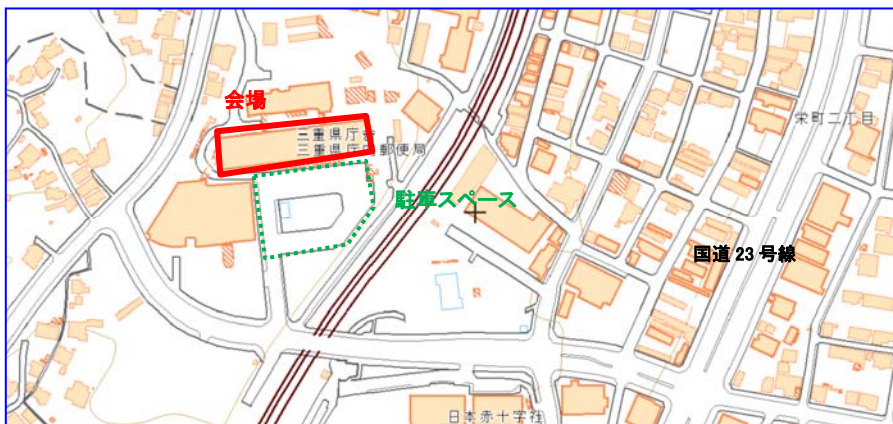 会場
三重県庁舎
三重県庁内郵便局
駐車スペース
栄町二丁目
国道 23 号線
日本赤十字社